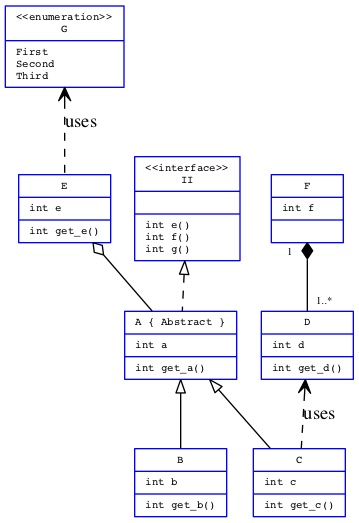 <<enumeration>>
G
First
Second
Third
uses
E
int e
int get_e()
<<interface>>
II
int e()
int f()
int g()
F
int f
1
1..*
A { Abstract }
int a
int get_a()
D
int d
int get_d()
uses
B
int b
int get_b()
C
int c
int get_c()